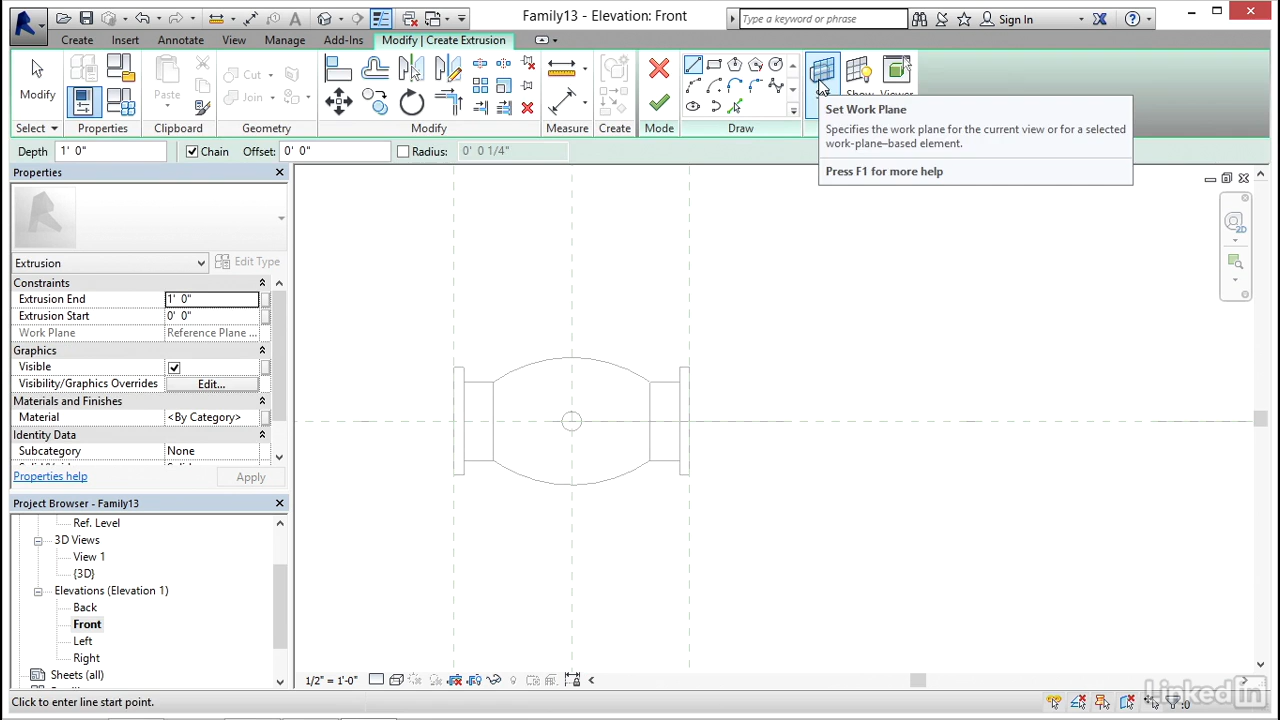 Family13 - Elevation: Front
Type a keyword or phrase
Sign In
Create
Insert
Annotate
View
Manage
Add-Ins
Modify | Create Extrusion
Modify
Paste
Cut
Join
Show
Viewer
Select
Properties
Clipboard
Geometry
Modify
Measure
Create
Mode
Draw
Set Work Plane
Specifies the work plane for the current view or for a selected
work-plane–based element.
Press F1 for more help
Depth
1' 0"
Chain
Offset:
0' 0"
Radius:
0' 0 1/4"
Properties
Extrusion
Edit Type
Constraints
Extrusion End
1' 0"
Extrusion Start
0' 0"
Work Plane
Reference Plane ...
Graphics
Visible
Visibility/Graphics Overrides
Edit...
Materials and Finishes
Material
<By Category>
Identity Data
Subcategory
None
Properties help
Apply
Project Browser - Family13
Ref. Level
3D Views
View 1
{3D}
Elevations (Elevation 1)
Back
Front
Left
Right
Sheets (all)
2D
1/2" = 1'-0"
Click to enter line start point.
:0
LinkedIn